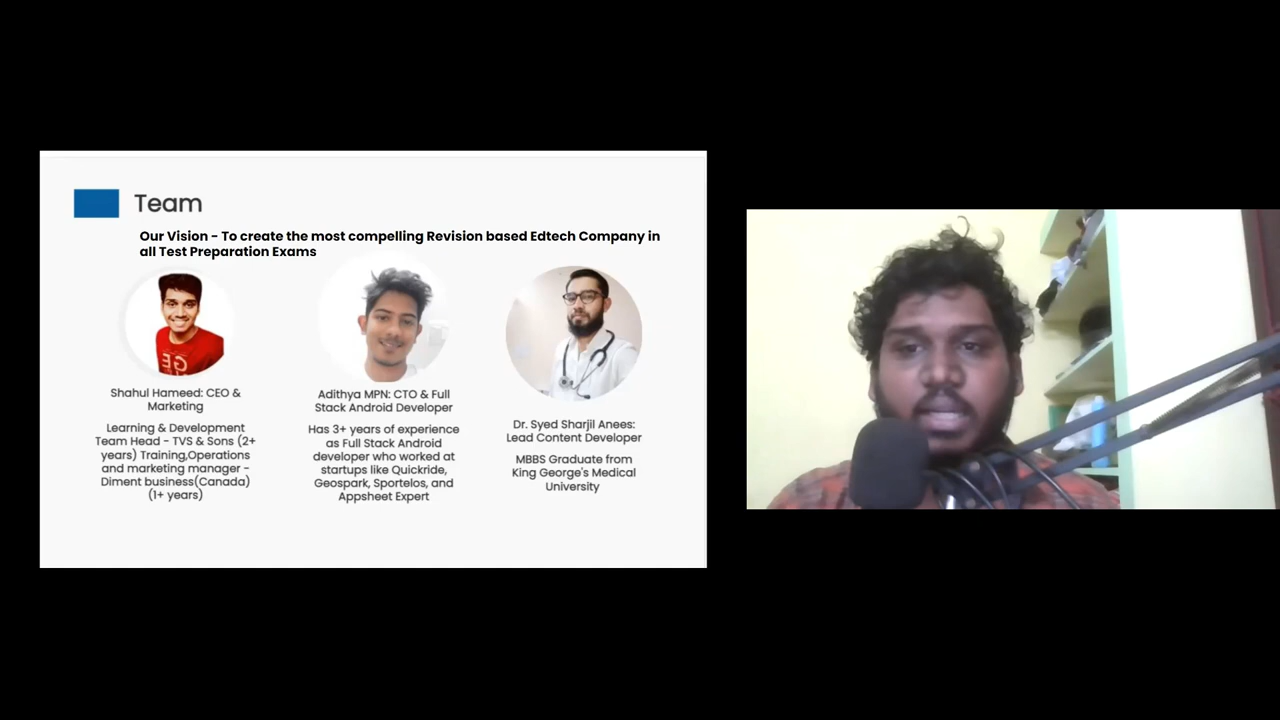 Team
Our Vision - To create the most compelling Revision based Edtech Company in
all Test Preparation Exams
Shahul Hameed: CEO &
Marketing
Learning & Development
Team Head - TVS & Sons (2+
years) Training,Operations
and marketing manager -
Diment business(Canada)
(1+ years)
Adithya MPN: CTO & Full
Stack Android Developer
Has 3+ years of experience
as Full Stack Android
developer who worked at
startups like Quickride,
Geospark, Sportelos, and
Appsheet Expert
Dr. Syed Sharjil Anees:
Lead Content Developer
MBBS Graduate from
King George's Medical
University